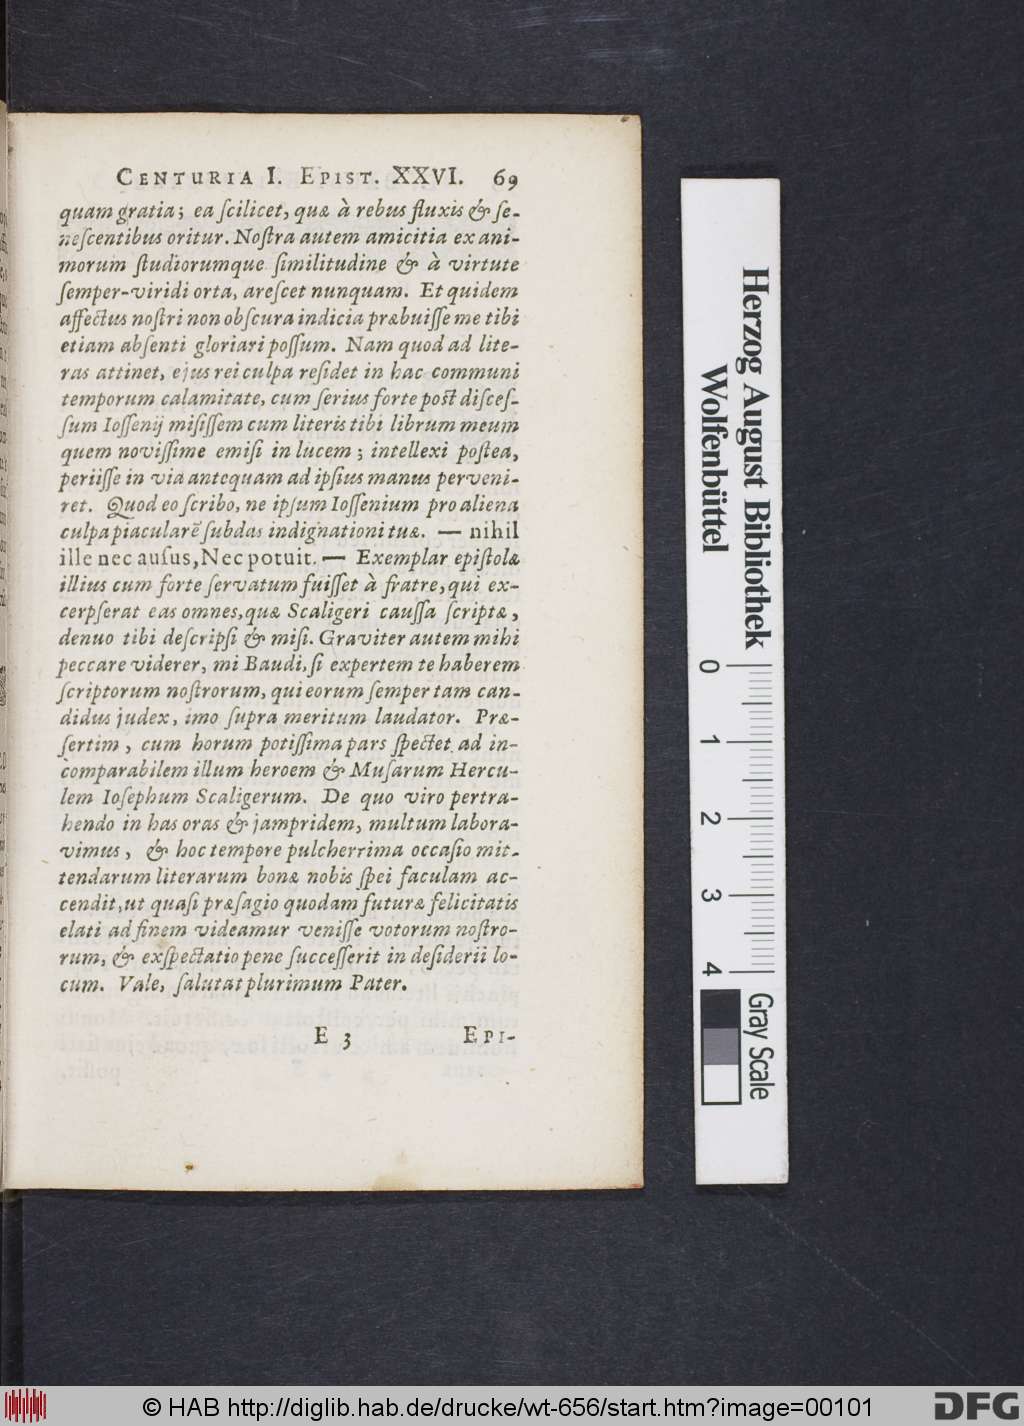 CENTURIA I. EPIST. XXVI. 69
quam gratia; ea ſcilicet, quæ à rebus fluxis & ſe-
neſcentibus oritur. Noſtra autem amicitia ex ani-
morum ſtudiorumque ſimilitudine & à virtute
ſemper-viridi orta, areſcet nunquam. Et quidem
affectus noſtri non obſcura indicia præbuiſſe me tibi
etiam abſenti gloriari poſſum. Nam quod ad lite-
ras attinet, ejus rei culpa reſidet in hac communi
temporum calamitate, cum ſerius forte poſt diſceſ-
ſum Ioſſenij miſiſſem cum literis tibi librum meum
quem noviſſime emiſi in lucem; intellexi poſtea,
periiſſe in via antequam ad ipſius manus perveni-
ret. Quod eo ſcribo, ne ipſum Ioſſenium pro aliena
culpa piacularẽ ſubdas indignationi tuæ. — nihil
ille nec auſus, Nec potuit. — Exemplar epiſtolæ
illius cum forte ſervatum fuiſſet à fratre, qui ex-
cerpſerat eas omnes, quæ Scaligeri cauſſa ſcriptæ,
denuo tibi deſcripſi & miſi. Graviter autem mihi
peccare viderer, mi Baudi, ſi expertem te haberem
ſcriptorum noſtrorum, qui eorum ſemper tam can-
didus judex, imo ſupra meritum laudator. Præ-
ſertim, cum horum potiſſima pars ſpectet ad in-
comparabilem illum heroem & Muſarum Hercu-
lem Ioſephum Scaligerum. De quo viro pertra-
hendo in has oras & jampridem, multum labora-
vimus, & hoc tempore pulcherrima occaſio mit-
tendarum literarum bonæ nobis ſpei faculam ac-
cendit, ut quaſi præſagio quodam futuræ felicitatis
elati ad finem videamur veniſſe votorum noſtro-
rum, & exſpectatio pene ſucceſſerit in deſiderii lo-
cum. Vale, ſalutat plurimum Pater.
E 3 EPI-
Herzog August Bibliothek
Wolfenbüttel
0
1
2
3
4
Gray Scale
© HAB http://diglib.hab.de/drucke/wt-656/start.htm?image=00101
DFG